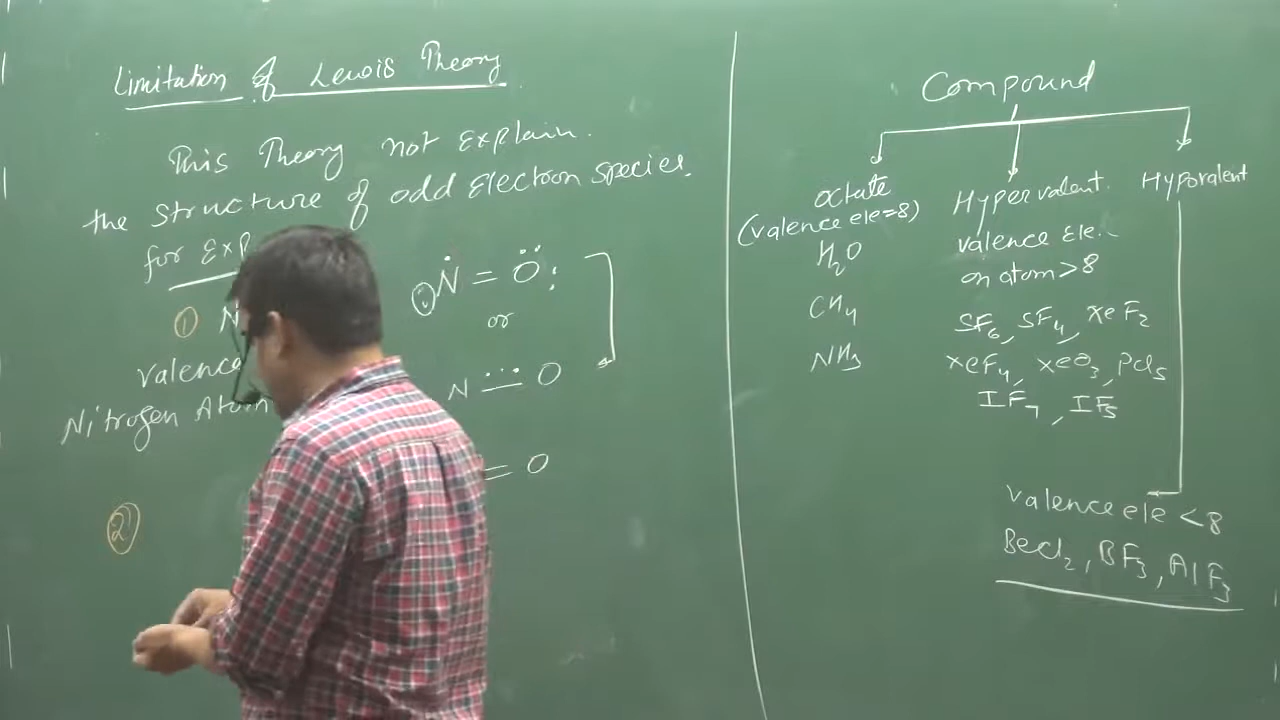 Limitation of Lewis Theory
This Theory not Explain.
the structure of odd Electron species.
for Exp
① N
:Ṅ = Ö:
or
valence
N ∴ O
Nitrogen Atom
= O
②
Compound
octate
(valence ele=8)
H₂O
CH₄
NH₃
Hypervalent.
valence Ele.
on atom > 8
SF₆, SF₄, XeF₂
XeF₄, XeO₃, PCl₅
IF₇, IF₅
Hypovalent
valence ele < 8
BeCl₂, BF₃, AlF₃